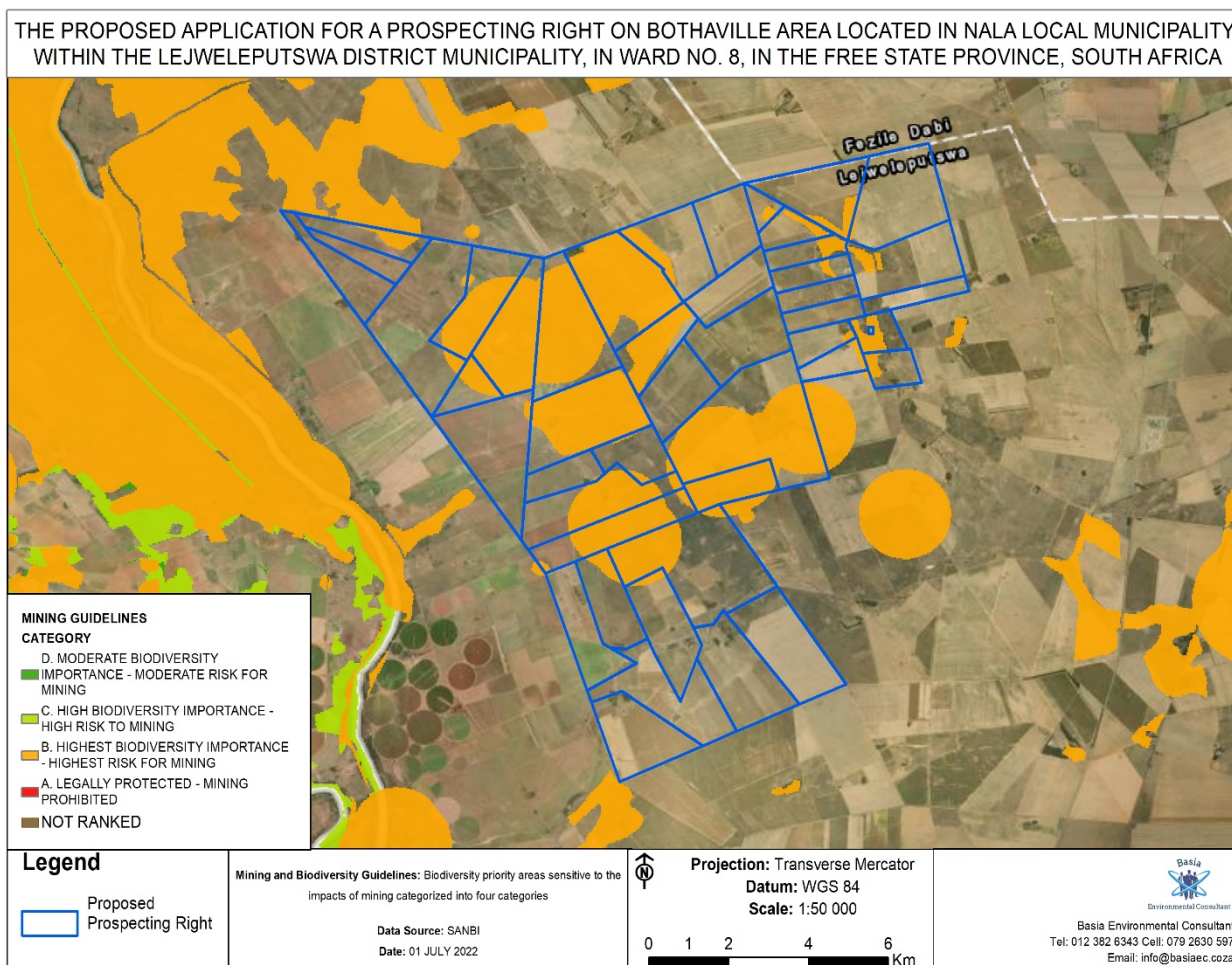 THE PROPOSED APPLICATION FOR A PROSPECTING RIGHT ON BOTHAVILLE AREA LOCATED IN NALA LOCAL MUNICIPALITY
WITHIN THE LEJWELEPUTSWA DISTRICT MUNICIPALITY, IN WARD NO. 8, IN THE FREE STATE PROVINCE, SOUTH AFRICA
Fezile Dabi
Lejweleputswa
MINING GUIDELINES
CATEGORY
D. MODERATE BIODIVERSITY
IMPORTANCE - MODERATE RISK FOR
MINING
C. HIGH BIODIVERSITY IMPORTANCE -
HIGH RISK TO MINING
B. HIGHEST BIODIVERSITY IMPORTANCE
- HIGHEST RISK FOR MINING
A. LEGALLY PROTECTED - MINING
PROHIBITED
NOT RANKED
Legend
Proposed
Prospecting Right
Mining and Biodiversity Guidelines: Biodiversity priority areas sensitive to the
impacts of mining categorized into four categories
Data Source: SANBI
Date: 01 JULY 2022
N
Projection: Transverse Mercator
Datum: WGS 84
Scale: 1:50 000
0 1 2 4 6
Km
Basia
Environmental Consultant
Basia Environmental Consultant
Tel: 012 382 6343 Cell: 079 2630 597
Email: info@basiaec.coza